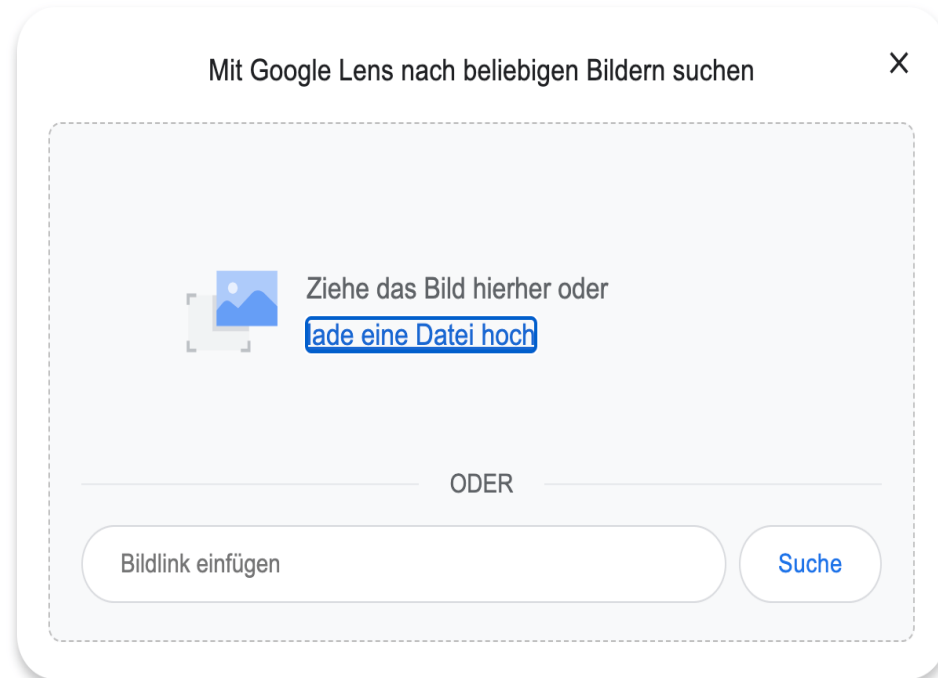 Mit Google Lens nach beliebigen Bildern suchen
Ziehe das Bild hierher oder
lade eine Datei hoch
ODER
Bildlink einfügen
Suche